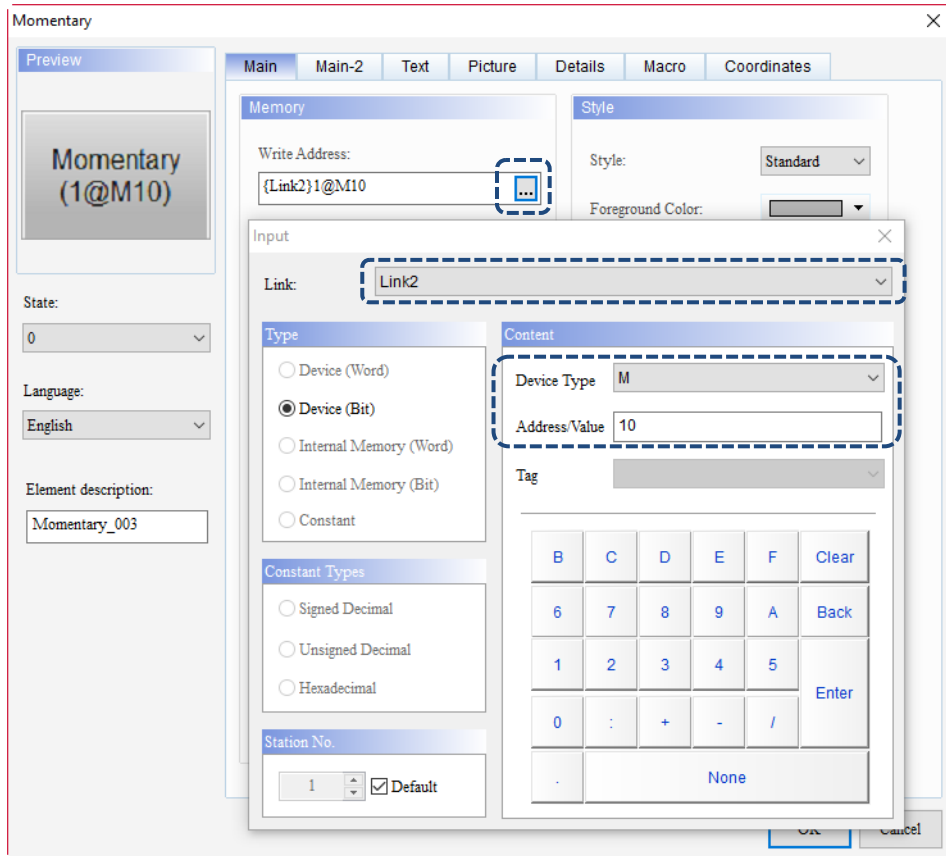 Momentary
Preview
Momentary
(1@M10)
State:
0
Language:
English
Element description:
Momentary_003
Main Main-2 Text Picture Details Macro Coordinates
Memory
Write Address:
{Link2}1@M10
...
Style
Style:
Standard
Foreground Color:
Input
Link:
Link2
Type
Device (Word)
Device (Bit)
Internal Memory (Word)
Internal Memory (Bit)
Constant
Constant Types
Signed Decimal
Unsigned Decimal
Hexadecimal
Station No.
1 Default
Content
Device Type M
Address/Value 10
Tag
B C D E F Clear
6 7 8 9 A Back
1 2 3 4 5 Enter
0 : + - /
. None
OK Cancel